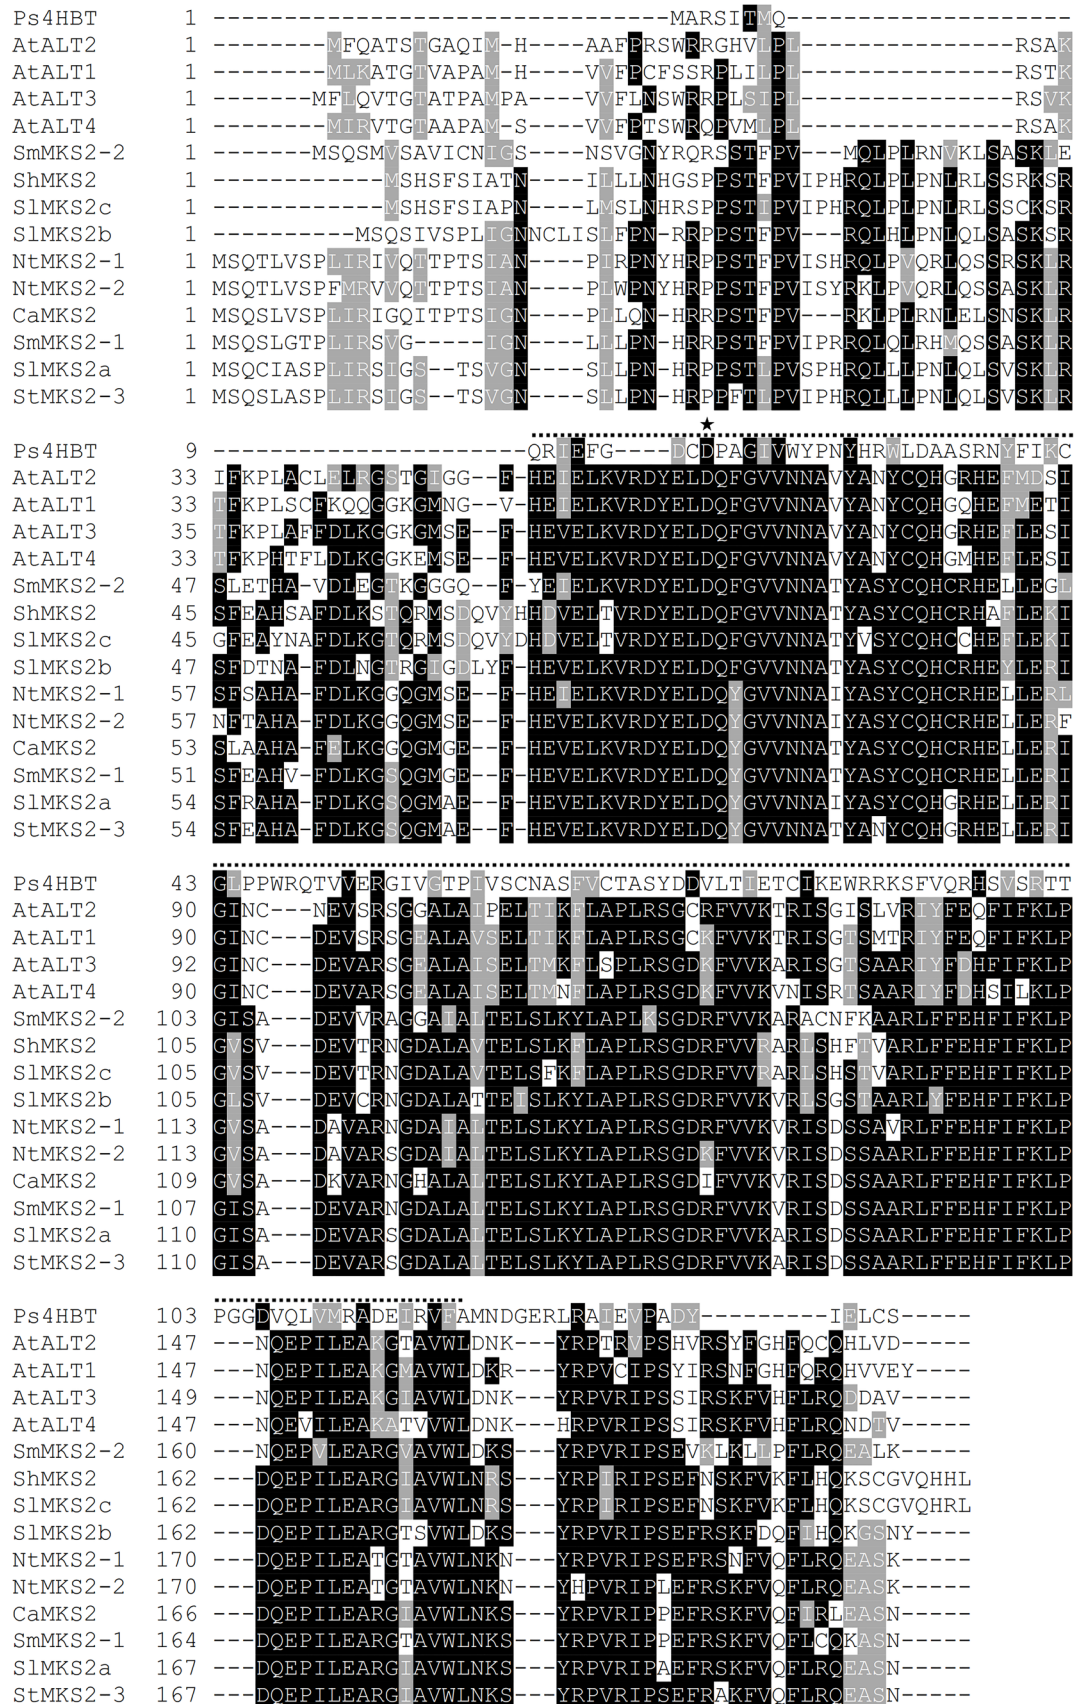 Ps4HBT 1 --------------------------------MARSITMQ--------------------
AtALT2 1 --------MFQATSTGAQIM-H----AAFPRSWRRGHVLPL---------------RSAK
AtALT1 1 --------MLKATGTVAPAM-H----VVFPCFSSRPLILPL---------------RSTK
AtALT3 1 -------MFLQVTGTATPAMPA----VVFLNSWRRPLSIPL---------------RSVK
AtALT4 1 --------MIRVTGTAAPAM-S----VVFPTSWRQPVMLPL---------------RSAK
SmMKS2-2 1 -------MSQSMVSAVICNIGS----NSVGNYRQRSSTFPV---MQLPLRNVKLSASKLE
ShMKS2 1 ------------MSHSFSIATN----ILLLNHGSPPSTFPVIPHRQLPLPNLRLSSRKSR
SlMKS2c 1 ------------MSHSFSIAPN----LMSLNHRSPPSTIPVIPHRQLPLPNLRLSSCKSR
SlMKS2b 1 ----------MSQSIVSPLIGNNCLISLFPN-RRPPSTFPV---RQLHLPNLQLSASKSR
NtMKS2-1 1 MSQTLVSPLIRIVQTTPTSIAN----PIRPNYHRPPSTFPVISHRQLPVQRLQSSRSKLR
NtMKS2-2 1 MSQTLVSPFMRVVQTTPTSIAN----PLWPNYHRPPSTFPVISYRKLPVQRLQSSASKLR
CaMKS2 1 MSQSLVSPLIRIGQITPTSIGN----PLLQN-HRRPSTFPV---RKLPLRNLELSNSKLR
SmMKS2-1 1 MSQSLGTPLIRSVG-----IGN----LLLPN-HRRPSTFPVIPRRQLQLRHMQSSASKLR
SlMKS2a 1 MSQCIASPLIRSIGS--TSVGN----SLLPN-HRPPSTLPVIPHRQLLLPNLQLSVSKLR
StMKS2-3 1 MSQSLASPLIRSIGS--TSVGN----SLLPN-HRPPFTLPVISHRQLLLPNLQLSVSKLR
★
Ps4HBT 9 ----------------------QRIEFG----DCDPAGIVWYPNYHRWLDAASRNYFIKC
AtALT2 33 IFKPLACLELRGSTGIGG--F-HEIELKVRDYELDQFGVVNNAVYANYCQHGRHEFMDSI
AtALT1 33 TFKPLSCFKQQGGKGMNG--V-HEIELKVRDYELDQFGVVNNAVYANYCQHGQHEFMETI
AtALT3 35 TFKPLAFFDLKGGKGMSE--F-HEVELKVRDYELDQFGVVNNAVYANYCQHGRHEFLESI
AtALT4 33 TFKPHTFLDLKGGKEMSE--F-HEVELKVRDYELDQFGVVNNAVYANYCQHGMHEFLESI
SmMKS2-2 47 SLETHA-VDLEGTKGGGQ--F-YEIELKVRDYELDQFGVVNNATYASYCQHCRHELLEGL
ShMKS2 45 SFEAHSAFDLKSTQRMSDQVYHHDVELTVRDYELDQFGVVNNATYASYCQHCRHAFLEKI
SlMKS2c 45 GFEAYNAFDLKGTQRMSDQVYDHDVELTVRDYELDQFGVVNNATYVSYCQHCCHEFLEKI
SlMKS2b 47 SFDTNA-FDLNGTRGIGDLYF-HEVELKVRDYELDQFGVVNNATYASYCQHCRHEYLERI
NtMKS2-1 57 SFSAHA-FDLKGGQGMSE--F-HEIELKVRDYELDQYGVVNNAIYASYCQHCRHELLERL
NtMKS2-2 57 NFTAHA-FDLKGGQGMSE--F-HEVELKVRDYELDQYGVVNNAIYASYCQHCRHELLERF
CaMKS2 53 SLAAHA-FELKGGQGMGE--F-HEVELKVRDYELDQYGVVNNATYASYCQHCRHELLERI
SmMKS2-1 51 SFEAHV-FDLKGSQGMGE--F-HEVELKVRDYELDQYGVVNNATYASYCQHCRHELLERI
SlMKS2a 54 SFRAHA-FDLKGSQGMAE--F-HEVELKVRDYELDQYGVVNNAIYASYCQHGRHELLERI
StMKS2-3 54 SFEAHA-FDLKGSQGMAE--F-HEVELKVRDYELDQYGVVNNATYANYCQHGRHELLERI
Ps4HBT 43 GLPPWRQTVVERGIVGTPIVSCNASFVCTASYDDVLTIETCIKEWRRKSFVQRHSVSRTT
AtALT2 90 GINC---NEVSRSGGALAIPELTIKFLAPLRSGCRFVVKTRISGISLVRIYFEQFIFKLP
AtALT1 90 GINC---DEVSRSGEALAVSELTIKFLAPLRSGCKFVVKTRISGTSMTRIYFEQFIFKLP
AtALT3 92 GINC---DEVARSGEALAISELTMKFLSPLRSGDKFVVKARISGTSAARIYFDHFIFKLP
AtALT4 90 GINC---DEVARSGEALAISELTMNFLAPLRSGDKFVVKVNISRTSAARIYFDHSILKLP
SmMKS2-2 103 GISA---DEVVRAGGAIALTELSLKYLAPLKSGDRFVVKARACNFKAARLFFEHFIFKLP
ShMKS2 105 GVSV---DEVTRNGDALAVTELSLKFLAPLRSGDRFVVRARLSHFTVARLFFEHFIFKLP
SlMKS2c 105 GVSV---DEVTRNGDALAVTELSFKFLAPLRSGDRFVVRARLSHSTVARLFFEHFIFKLP
SlMKS2b 105 GLSV---DEVCRNGDALATTEISLKYLAPLRSGDRFVVKVRLSGSTAARLYFEHFIFKLP
NtMKS2-1 113 GVSA---DAVARNGDAIALTELSLKYLAPLRSGDRFVVKVRISDSSAVRLFFEHFIFKLP
NtMKS2-2 113 GVSA---DAVARNGDAIALTELSLKYLAPLRSGDKFVVKVRISDSSAARLFFEHFIFKLP
CaMKS2 109 GVSA---DKVARNGHALALTELSLKYLAPLRSGDIFVVKVRISDSSAARLFFEHFIFKLP
SmMKS2-1 107 GISA---DEVARSGDALALTELSLKYLAPLRSGDRFVVKVRISDSSAARLFFEHFIFKLP
SlMKS2a 110 GISA---DEVARSGDALALTELSLKYLAPLRSGDRFVVKARISDSSAARLFFEHFIFKLP
StMKS2-3 110 GISA---DEVARSGDALALTELSLKYLAPLRSGDRFVVKARISDSSAARLFFEHFIFKLP
Ps4HBT 103 PGGDVQLVMRADEIRVFAMNDGERLRAIEVPADY---------IELCS-----
AtALT2 147 ---NQEPILEAKGTAVWLDNK---YRPTRVPSHVRSYFGHFQCQHLVD-----
AtALT1 147 ---NQEPILEAKGMAVWLDKR---YRPVCIPSYIRSNFGHFQRQHVVEY----
AtALT3 149 ---NQEPILEAKGIAVWLDNK---YRPVRIPSSIRSKFVHFLRQDDAV-----
AtALT4 147 ---NQEVILEAKATVVWLDNK---HRPVRIPSSIRSKFVHFLRQNDTV-----
SmMKS2-2 160 ---NQEPVLEARGVAVWLDKS---YRPVRIPSEVKLKLLPFLRQEALK-----
ShMKS2 162 ---DQEPILEARGIAVWLNRS---YRPIRIPSEFNSKFVKFLHQKSCGVQHHL
SlMKS2c 162 ---DQEPILEARGIAVWLNRS---YRPIRIPSEFNSKFVKFLHQKSCGVQHRL
SlMKS2b 162 ---DQEPILEARGTSVWLDKS---YRPVRIPSEFRSKFDQFIHQKGSNY----
NtMKS2-1 170 ---DQEPILEATGTAVWLNKN---YRPVRIPSEFRSNFVQFLRQEASK-----
NtMKS2-2 170 ---DQEPILEATGTAVWLNKN---YHPVRIPLEFRSKFVQFLRQEASK-----
CaMKS2 166 ---DQEPILEARGIAVWLNKS---YRPVRIPPEFRSKFVQFIRLEASN-----
SmMKS2-1 164 ---DQEPILEARGTAVWLNKS---YRPVRIPPEFRSKFVQFLCQKASN-----
SlMKS2a 167 ---DQEPILEARGIAVWLNKS---YRPVRIPAEFRSKFVQFLRQEASN-----
StMKS2-3 167 ---DQEPILEARGIAVWLNKS---YRPVRIPSEFRAKFVQFLRQEASN-----